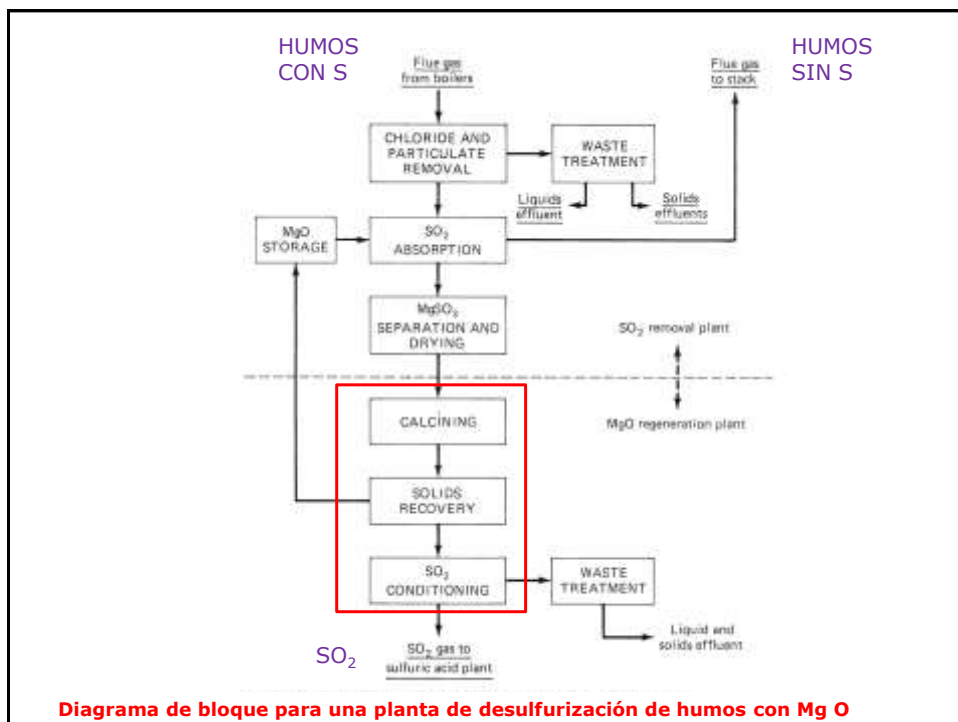 HUMOS
CON S
HUMOS
SIN S
Flue gas
from boilers
Flue gas
to stack
CHLORIDE AND
PARTICULATE
REMOVAL
WASTE
TREATMENT
Liquids
effluent
Solids
effluents
MgO
STORAGE
SO₂
ABSORPTION
MgSO₃
SEPARATION AND
DRYING
SO₂ removal plant
CALCINING
MgO regeneration plant
SOLIDS
RECOVERY
SO₂
CONDITIONING
WASTE
TREATMENT
Liquid and
solids effluent
SO₂
SO₂ gas to
sulfuric acid plant
Diagrama de bloque para una planta de desulfurización de humos con Mg O